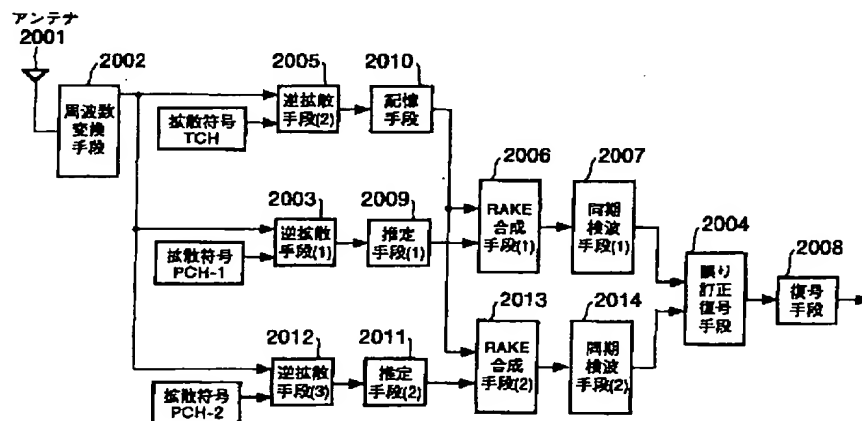 アンテナ
2001
2002
周波数
変換
手段
2005
逆拡散
手段(2)
拡散符号
TCH
2010
記憶
手段
2003
逆拡散
手段(1)
拡散符号
PCH-1
2009
推定
手段(1)
2006
RAKE
合成
手段(1)
2007
同期
検波
手段(1)
2004
誤り
訂正
復号
手段
2008
復号
手段
2012
逆拡散
手段(3)
拡散符号
PCH-2
2011
推定
手段(2)
2013
RAKE
合成
手段(2)
2014
同期
検波
手段(2)